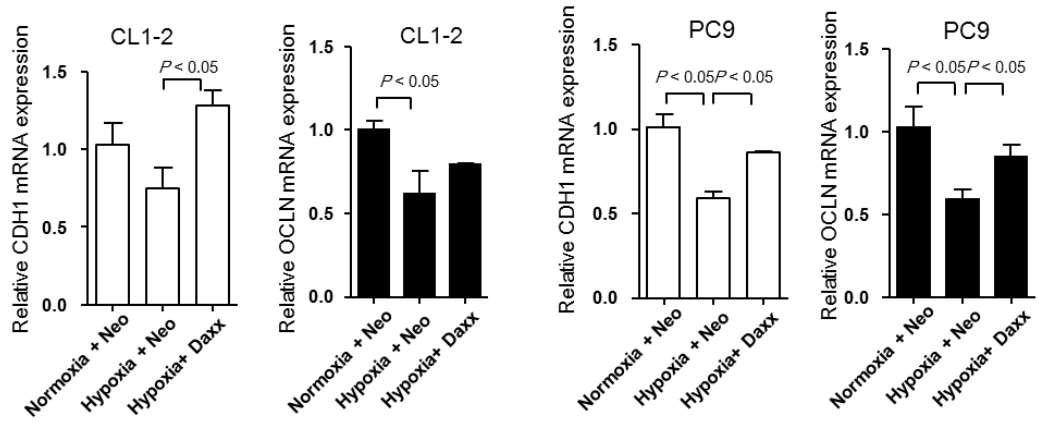 CL1-2
Relative CDH1 mRNA expression
1.5
1.0
0.5
0.0
P < 0.05
Normoxia + Neo
Hypoxia + Neo
Hypoxia+ Daxx
CL1-2
Relative OCLN mRNA expression
1.5
1.0
0.5
0.0
P < 0.05
Normoxia + Neo
Hypoxia + Neo
Hypoxia+ Daxx
PC9
Relative CDH1 mRNA expression
1.5
1.0
0.5
0.0
P < 0.05 P < 0.05
Normoxia + Neo
Hypoxia + Neo
Hypoxia+ Daxx
PC9
Relative OCLN mRNA expression
1.5
1.0
0.5
0.0
P < 0.05 P < 0.05
Normoxia + Neo
Hypoxia + Neo
Hypoxia+ Daxx